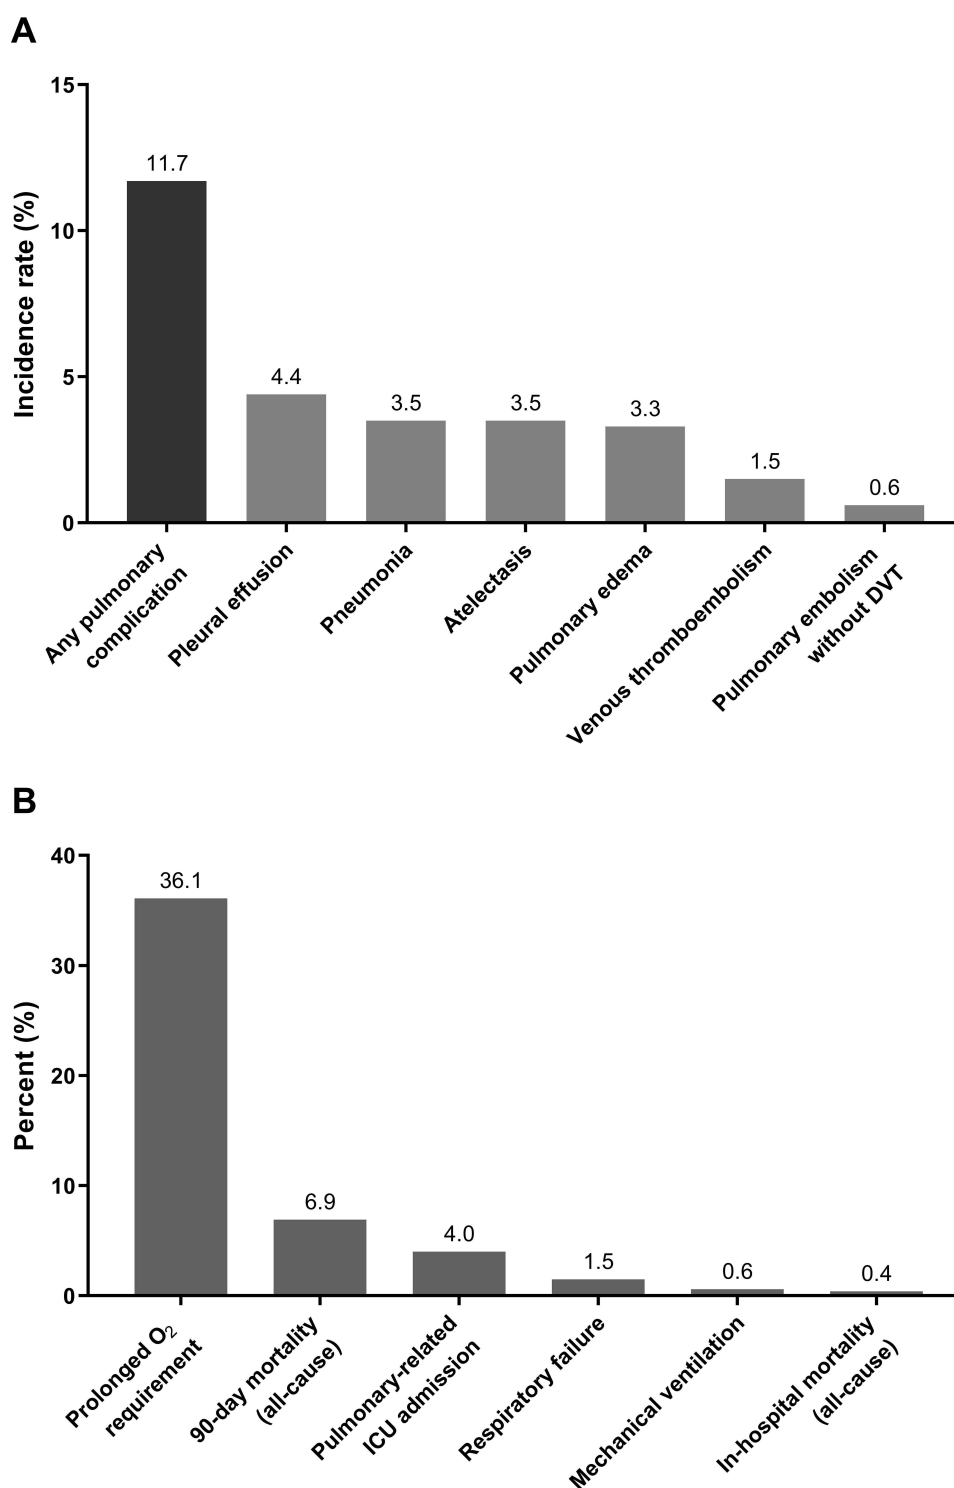 A
Incidence rate (%)
15
10
5
0
11.7
4.4
3.5
3.5
3.3
1.5
0.6
Any pulmonary
complication
Pleural effusion
Pneumonia
Atelectasis
Pulmonary edema
Venous thromboembolism
Pulmonary embolism
without DVT
B
Percent (%)
40
30
20
10
0
36.1
6.9
4.0
1.5
0.6
0.4
Prolonged O₂
requirement
90-day mortality
(all-cause)
Pulmonary-related
ICU admission
Respiratory failure
Mechanical ventilation
In-hospital mortality
(all-cause)